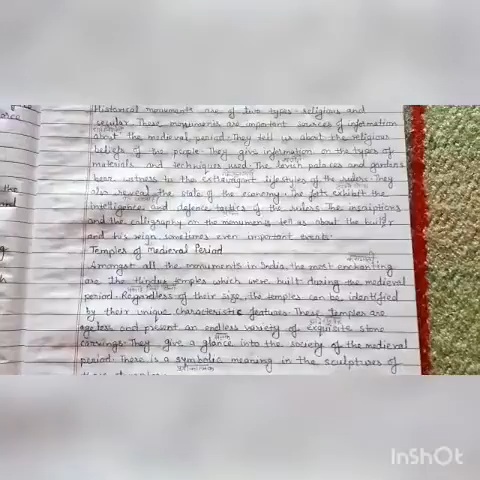 Historical monuments are of two types - religious and
secular. These monuments are important sources of information
about the medieval period. They tell us about the religious
beliefs of the people. They give information on the types of
materials and techniques used. The lavish palaces and gardens
bear witness to the extravagant lifestyles of the rulers. They
also reveal the state of the economy. The forts exhibit the
intelligence and defence tactics of the rulers. The inscriptions
and the calligraphy on the monuments tell us about the builder
and his reign sometimes even important events.
Temples of Medieval Period
Amongst all the monuments in India, the most enchanting
are the Hindus temples which were built during the medieval
period. Regardless of their size, the temples can be identified
by their unique characteristic features. These temples are
ageless and present an endless variety of exquisite stone
carvings. They give a glance into the society of the medieval
period. There is a symbolic meaning in the sculptures of
InShOt